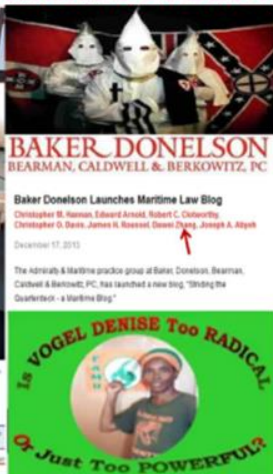 BAKER DONELSON
BEARMAN, CALDWELL & BERKOWITZ, PC
Baker Donelson Launches Maritime Law Blog
Christopher M. Hannan, Edward Arnold, Robert C. Clotworthy,
Christopher O. Davis, James H. Roussel, Dawei Zhang, Joseph A. Abyeh
December 17, 2013
The Admiralty & Maritime practice group at Baker, Donelson, Bearman,
Caldwell & Berkowitz, PC, has launched a new blog, "Striding the
Quarterdeck - a Maritime Blog."
Is VOGEL DENISE Too RADICAL
Or Just Too POWERFUL?